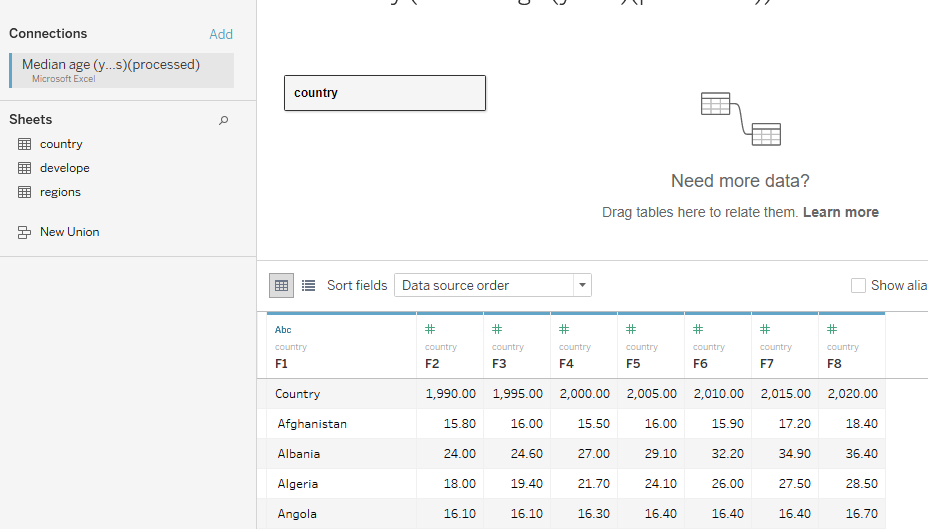 Connections
Add
Median age (y...s)(processed)
Microsoft Excel
Sheets
country
develope
regions
New Union
country
Need more data?
Drag tables here to relate them. Learn more
Sort fields
Data source order
Show alia
Abc
country country country country country country country country
F1 F2 F3 F4 F5 F6 F7 F8
Country 1,990.00 1,995.00 2,000.00 2,005.00 2,010.00 2,015.00 2,020.00
Afghanistan 15.80 16.00 15.50 16.00 15.90 17.20 18.40
Albania 24.00 24.60 27.00 29.10 32.20 34.90 36.40
Algeria 18.00 19.40 21.70 24.10 26.00 27.50 28.50
Angola 16.10 16.10 16.30 16.40 16.40 16.40 16.70